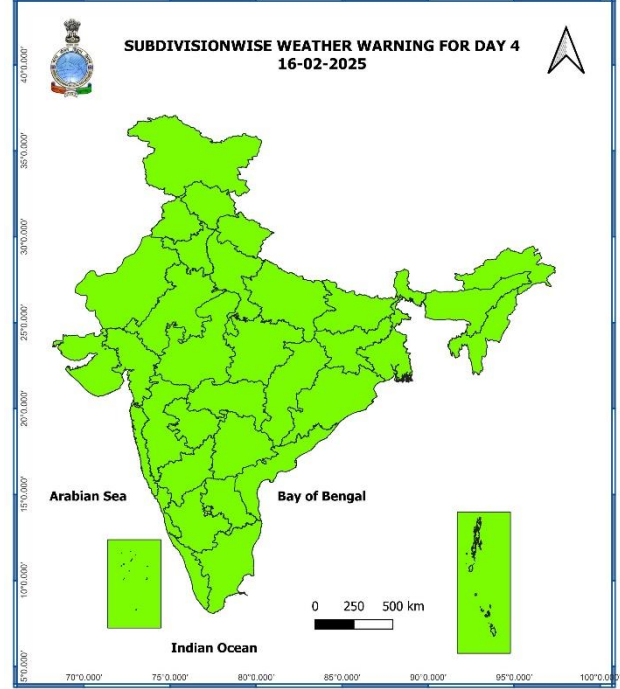 SUBDIVISIONWISE WEATHER WARNING FOR DAY 4
16-02-2025
40°0.000'
35°0.000'
30°0.000'
25°0.000'
20°0.000'
15°0.000'
10°0.000'
5°0.000'
Arabian Sea
Bay of Bengal
0 250 500 km
Indian Ocean
70°0.000' 75°0.000' 80°0.000' 85°0.000' 90°0.000' 95°0.000' 100°0.000'